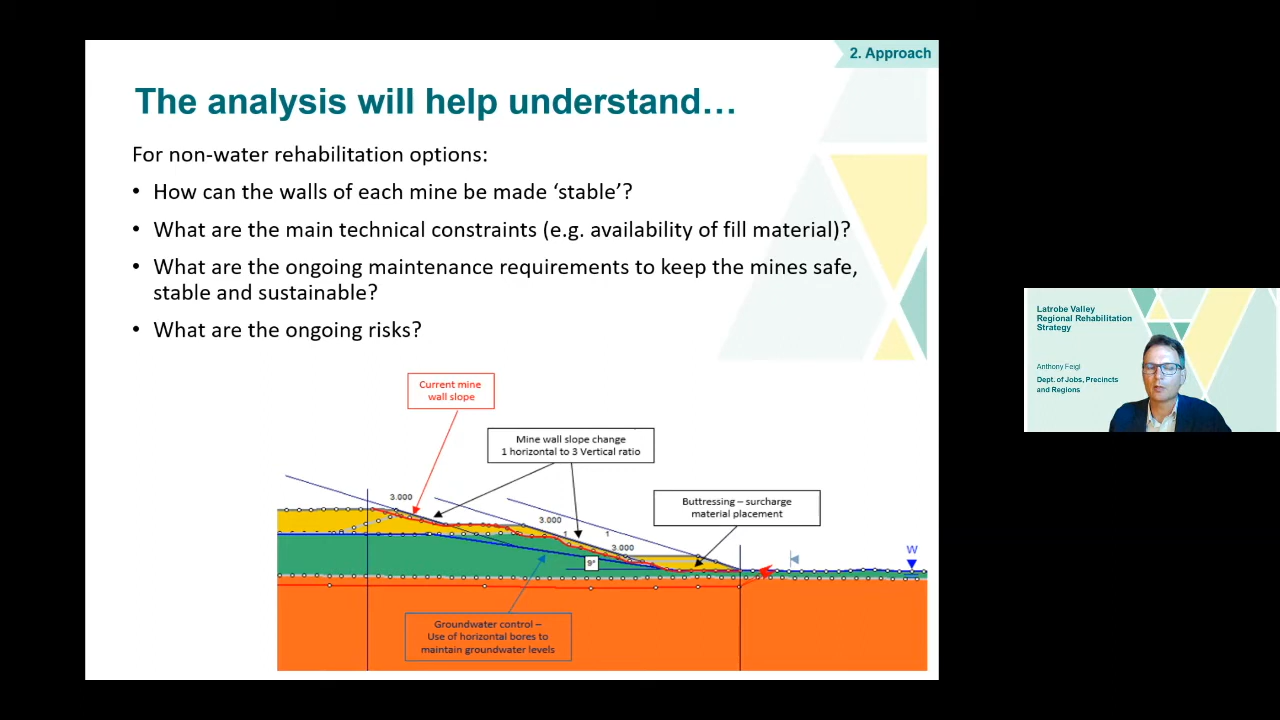 2. Approach
The analysis will help understand…
For non-water rehabilitation options:
• How can the walls of each mine be made ‘stable’?
• What are the main technical constraints (e.g. availability of fill material)?
• What are the ongoing maintenance requirements to keep the mines safe,
stable and sustainable?
• What are the ongoing risks?
Current mine
wall slope
Mine wall slope change
1 horizontal to 3 Vertical ratio
Buttressing – surcharge
material placement
3.000
3.000
1
1
3.000
9°
W
Groundwater control –
Use of horizontal bores to
maintain groundwater levels
Latrobe Valley
Regional Rehabilitation
Strategy
Anthony Feigl
Dept. of Jobs, Precincts
and Regions